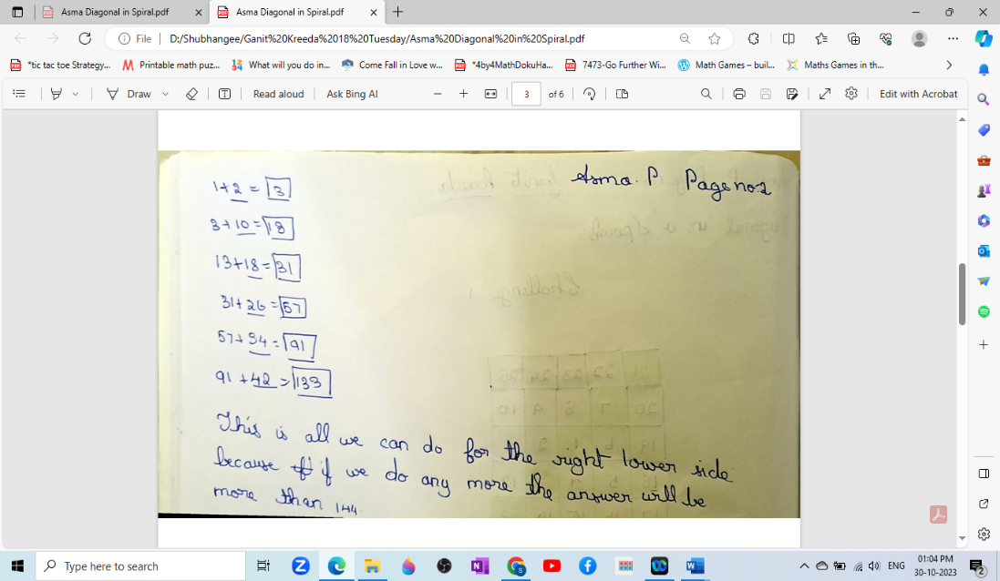 Asma Diagonal in Spiral.pdf
Asma Diagonal in Spiral.pdf
File
D:/Shubhangee/Ganit%20Kreeda%2018%20Tuesday/Asma%20Diagonal%20in%20Spiral.pdf
*tic tac toe Strategy...
Printable math puz...
What will you do in...
Come Fall in Love w...
*4by4MathDokuHa...
7473-Go Further Wi...
Math Games – buil...
Maths Games in th...
Draw
Read aloud
Ask Bing AI
3 of 6
Edit with Acrobat
Asma. P Page no:2
1+2 = 3
3+10=13
13+18=31
31+26=57
57+34=91
91+42=133
This is all we can do for the right lower side
because if we do any more the answer will be
more than 144.
Type here to search
ENG
01:04 PM
30-10-2023
2